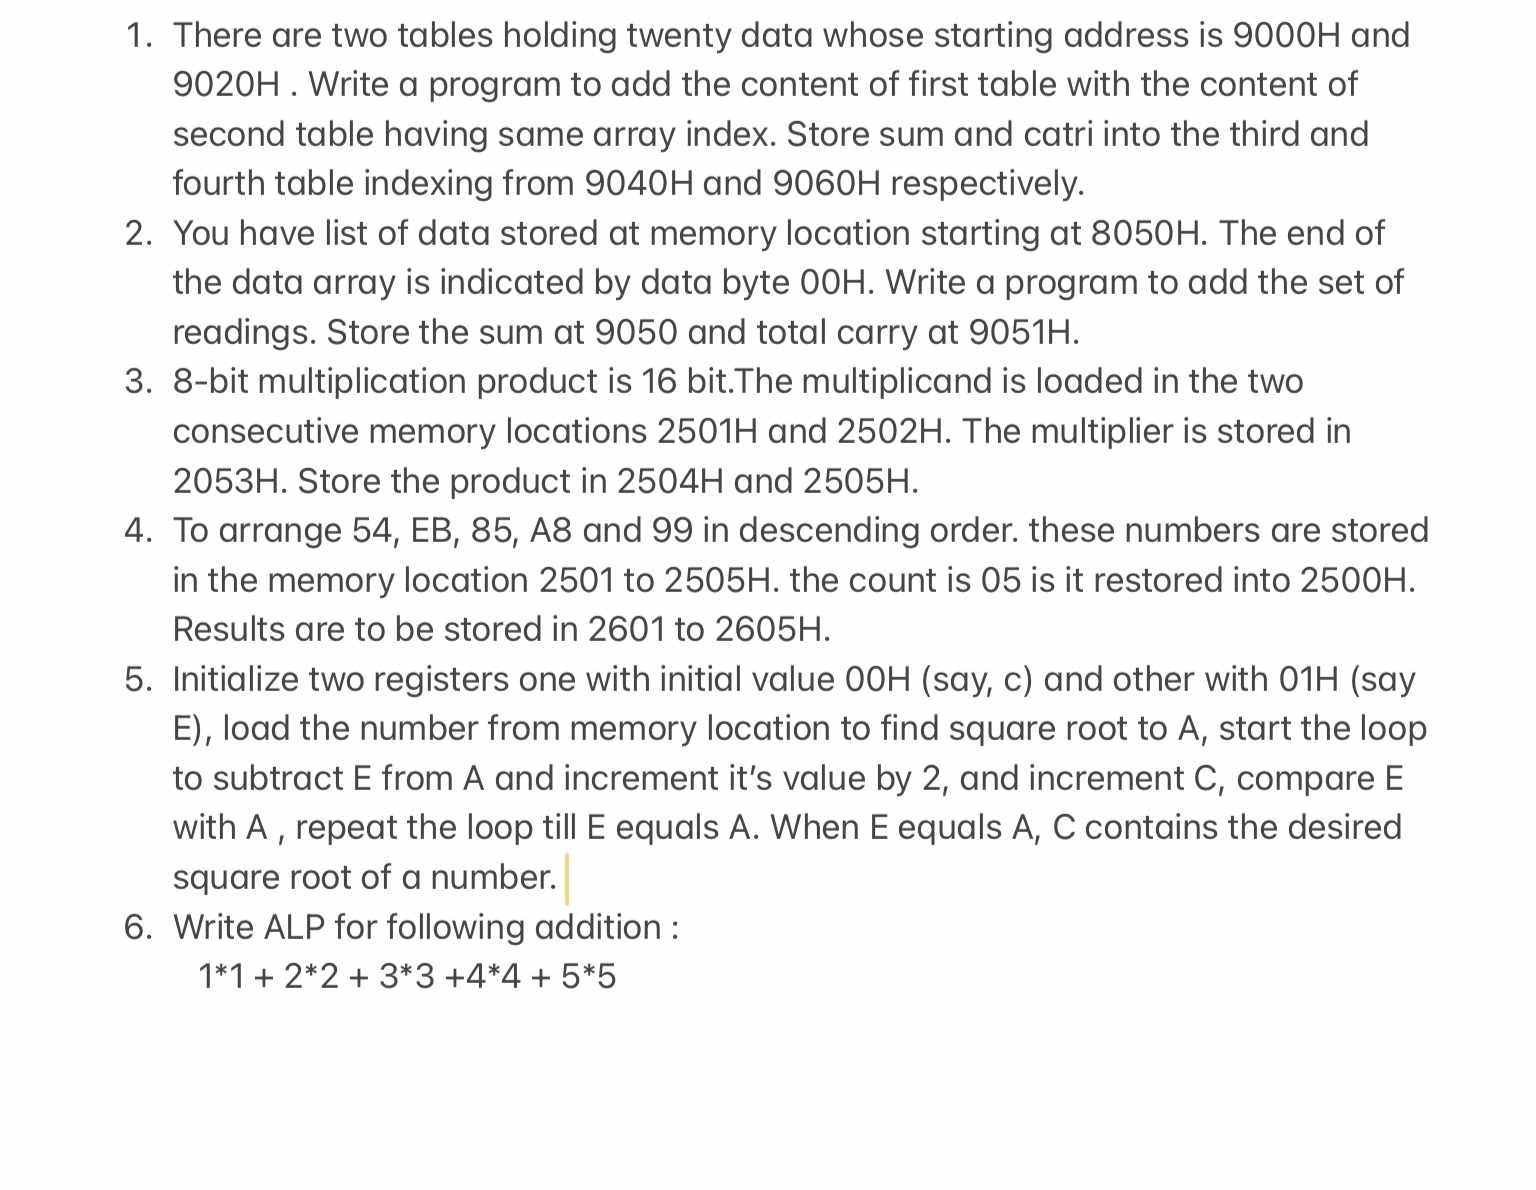 1. There are two tables holding twenty data whose starting address is 9000H and
9020H . Write a program to add the content of first table with the content of
second table having same array index. Store sum and catri into the third and
fourth table indexing from 9040H and 9060H respectively.
2. You have list of data stored at memory location starting at 8050H. The end of
the data array is indicated by data byte 00H. Write a program to add the set of
readings. Store the sum at 9050 and total carry at 9051H.
3. 8-bit multiplication product is 16 bit.The multiplicand is loaded in the two
consecutive memory locations 2501H and 2502H. The multiplier is stored in
2053H. Store the product in 2504H and 2505H.
4. To arrange 54, EB, 85, A8 and 99 in descending order. these numbers are stored
in the memory location 2501 to 2505H. the count is 05 is it restored into 2500H.
Results are to be stored in 2601 to 2605H.
5. Initialize two registers one with initial value 00H (say, c) and other with 01H (say
E), load the number from memory location to find square root to A, start the loop
to subtract E from A and increment it's value by 2, and increment C, compare E
with A , repeat the loop till E equals A. When E equals A, C contains the desired
square root of a number.
6. Write ALP for following addition :
1*1 + 2*2 + 3*3 +4*4 + 5*5